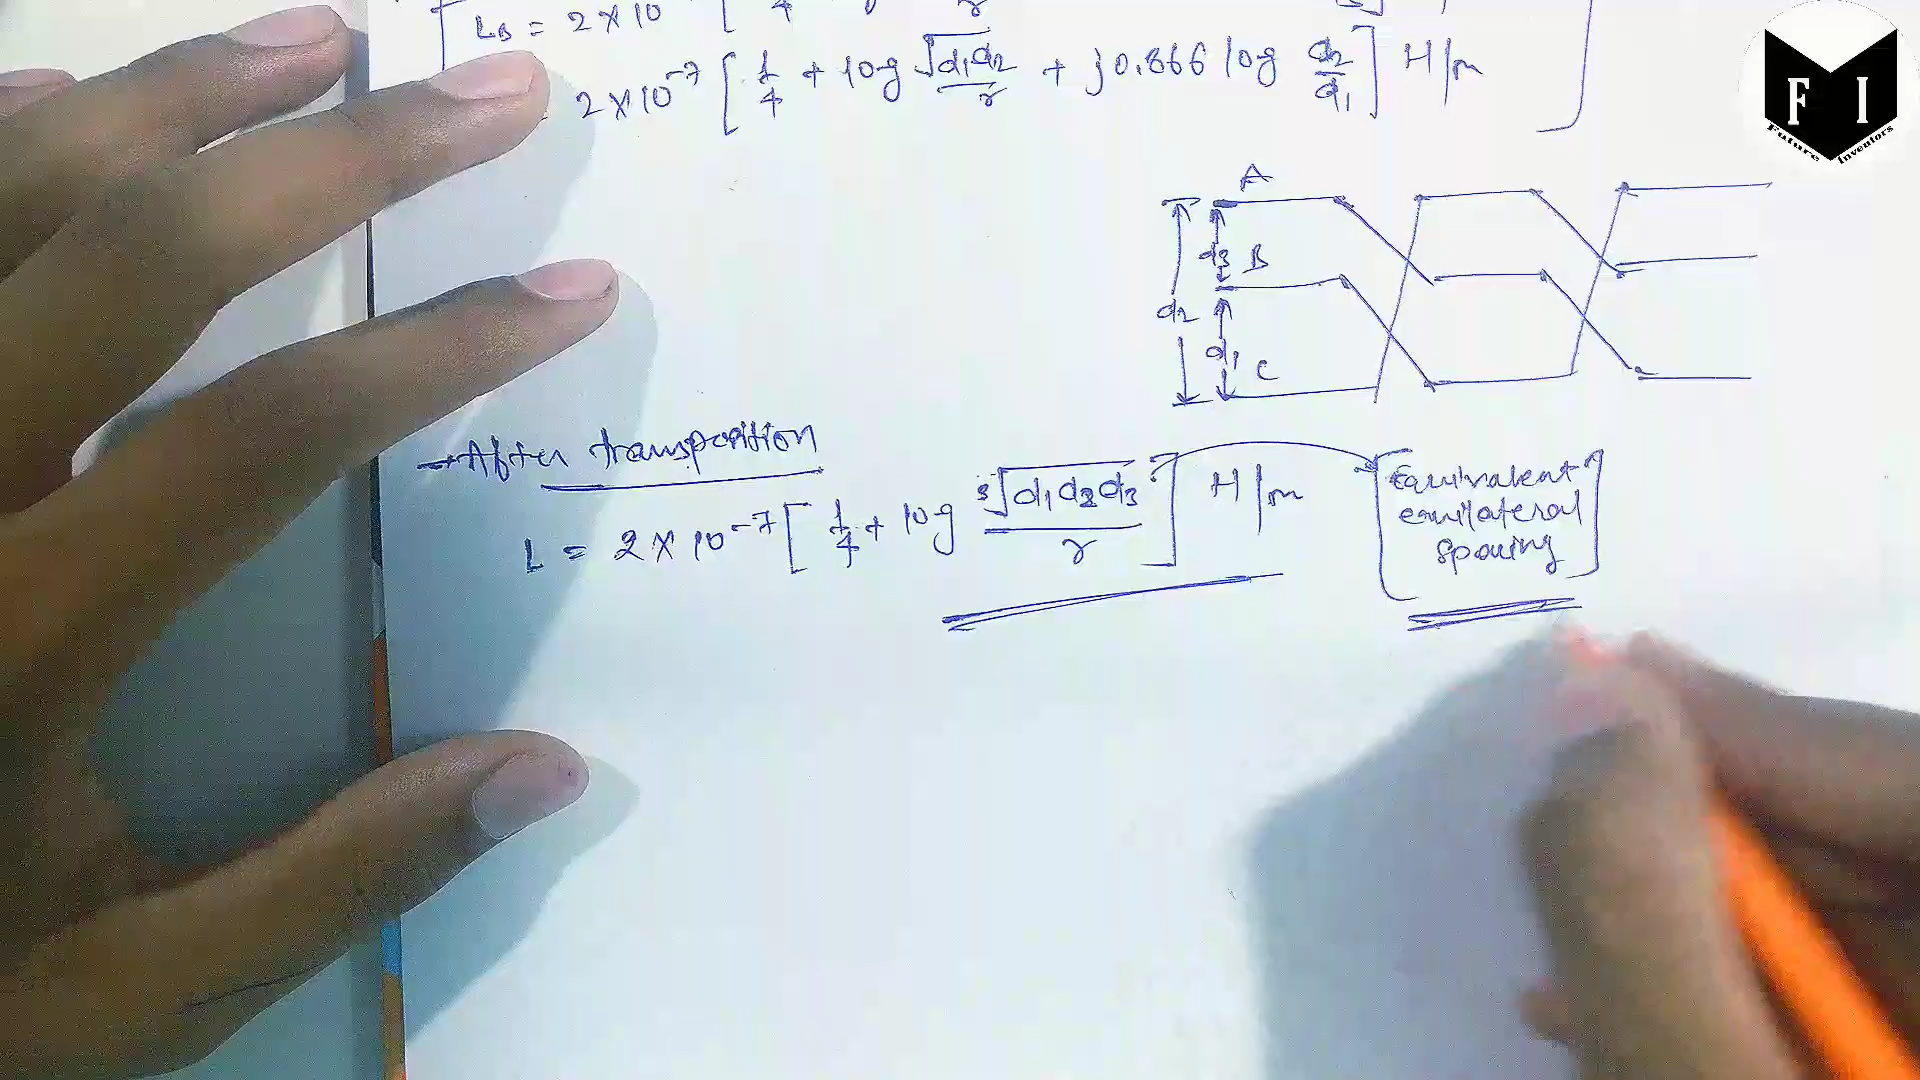 L_B = 2 × 10
2 × 10^-7 [ 1/4 + log √(d1d2)/r + j0.866 log d2/d1 ] H/m
A
d3 B
d2
d1 C
→ After transposition
L = 2 × 10^-7 [ 1/4 + log ∛(d1d2d3)/r ] H/m
[Equivalent
equilateral
spacing]
F I
Future Inventors